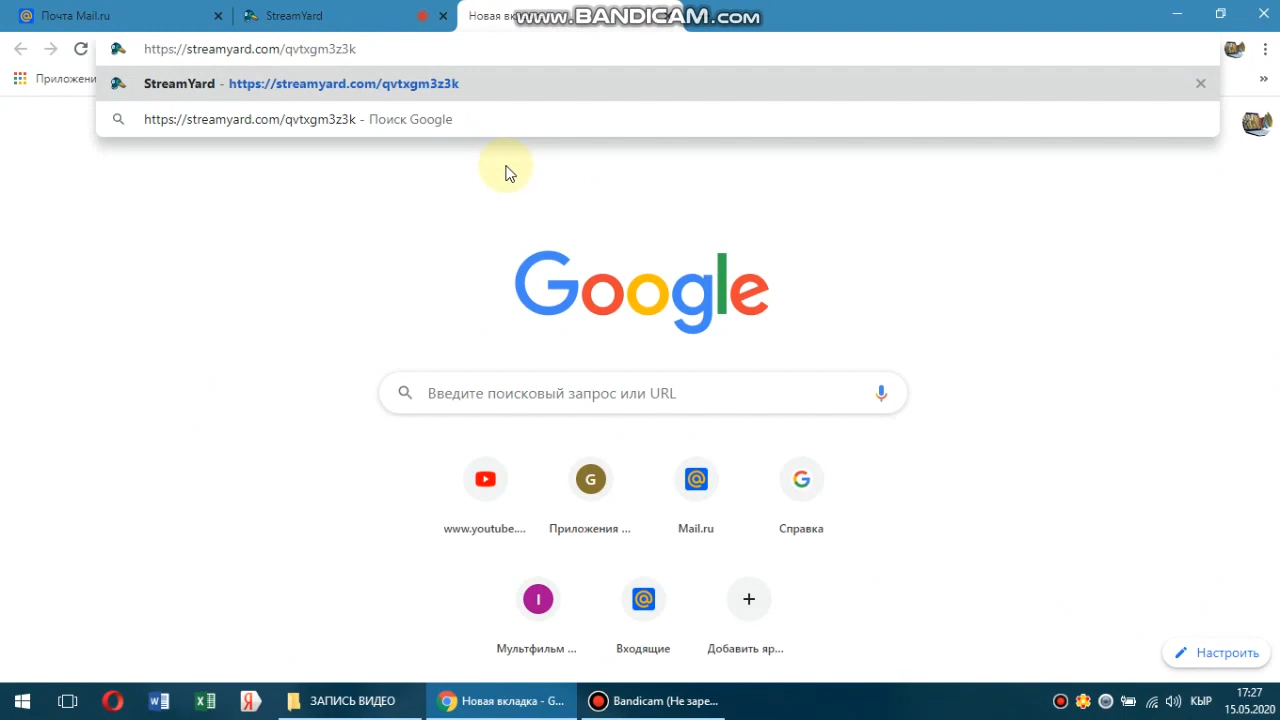 Почта Mail.ru
StreamYard
Новая вк
www.BANDICAM.com
https://streamyard.com/qvtxgm3z3k
Приложени
StreamYard - https://streamyard.com/qvtxgm3z3k
https://streamyard.com/qvtxgm3z3k - Поиск Google
Google
Введите поисковый запрос или URL
G
www.youtube....
Приложения ...
Mail.ru
Справка
I
Мультфильм ...
Входящие
Добавить яр...
Настроить
ЗАПИСЬ ВИДЕО
Новая вкладка - G...
Bandicam (Не заре...
КЫР
17:27
15.05.2020